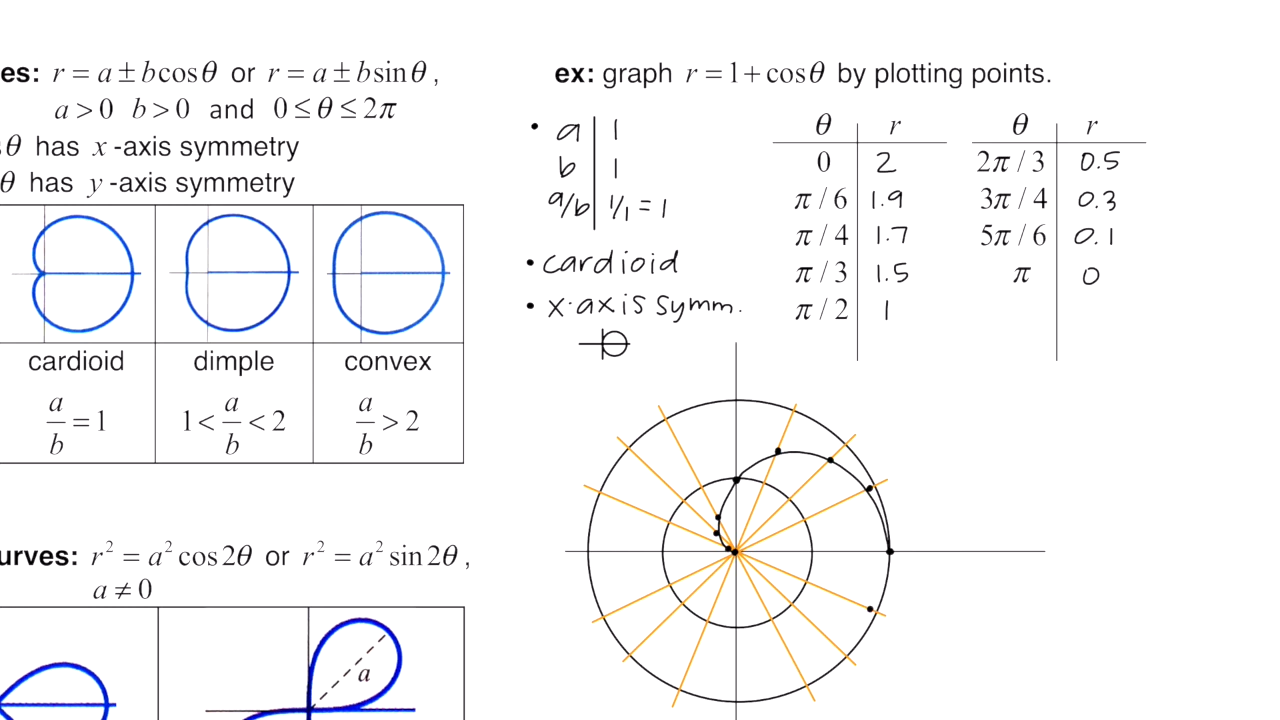 es: r = a ± b cos θ or r = a ± b sin θ,
a > 0 b > 0 and 0 ≤ θ ≤ 2π
θ has x-axis symmetry
θ has y-axis symmetry
cardioid dimple convex
a/b = 1 1 < a/b < 2 a/b > 2
urves: r² = a² cos 2θ or r² = a² sin 2θ,
a ≠ 0
a
ex: graph r = 1 + cos θ by plotting points.
• a | 1
b | 1
a/b | 1/1 = 1
• cardioid
• x-axis symm.
θ r
0 2
π / 6 1.9
π / 4 1.7
π / 3 1.5
π / 2 1
θ r
2π / 3 0.5
3π / 4 0.3
5π / 6 0.1
π 0